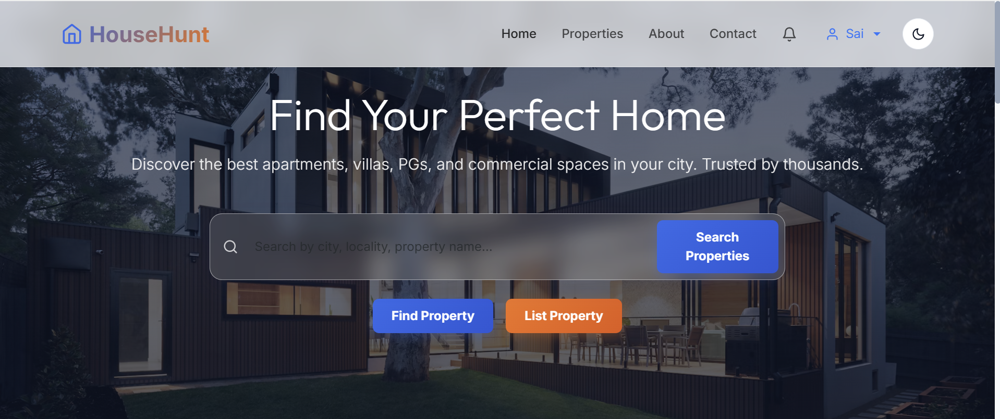 HouseHunt
Home
Properties
About
Contact
Sai
Find Your Perfect Home
Discover the best apartments, villas, PGs, and commercial spaces in your city. Trusted by thousands.
Search by city, locality, property name...
Search
Properties
Find Property
List Property